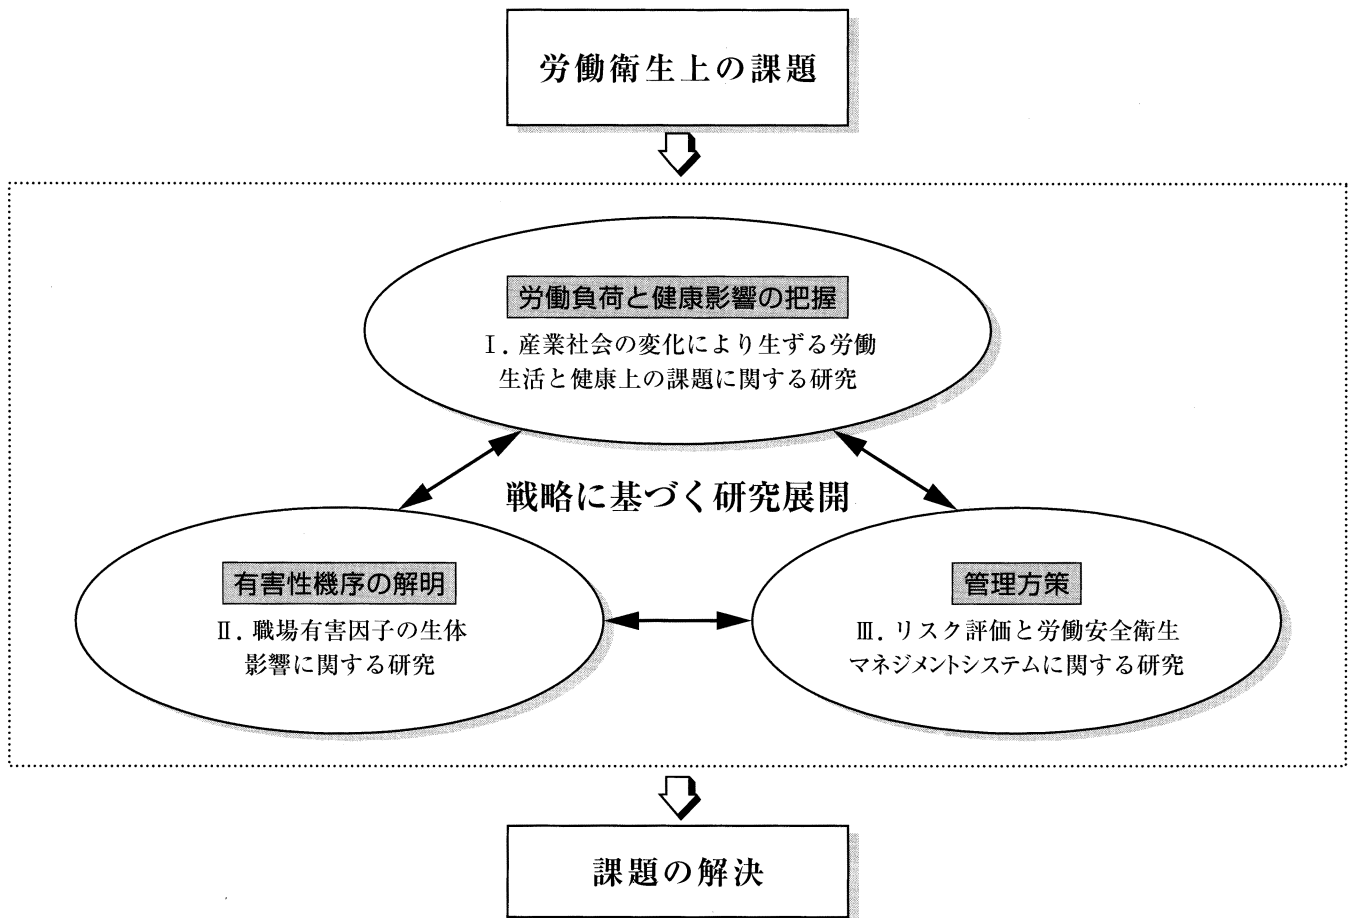 労働衛生上の課題
労働負荷と健康影響の把握
Ⅰ. 産業社会の変化により生ずる労働
生活と健康上の課題に関する研究
戦略に基づく研究展開
有害性機序の解明
Ⅱ. 職場有害因子の生体
影響に関する研究
管理方策
Ⅲ. リスク評価と労働安全衛生
マネジメントシステムに関する研究
課題の解決